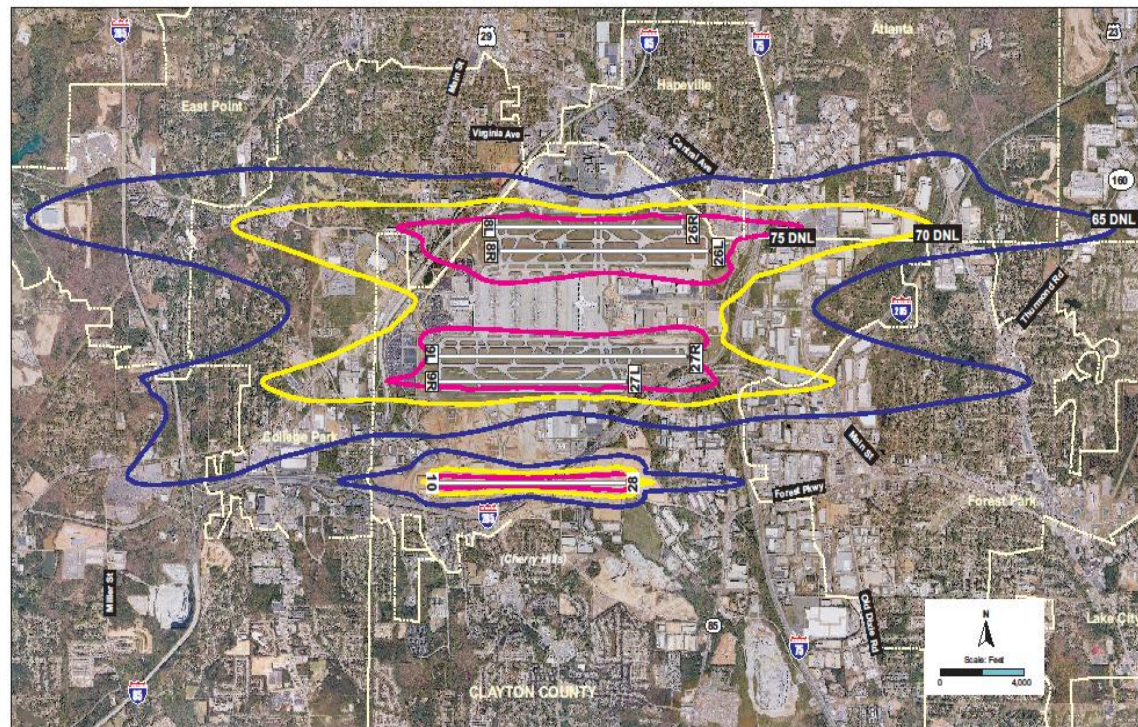 285
29
Main St
85
75
Atlanta
23
East Point
Hapeville
Virginia Ave
Central Ave
160
65 DNL
8L
26R
75 DNL
70 DNL
8R
26L
Thurmond Rd
285
9L
27R
9R
27L
College Park
Main St
10
28
Forest Pkwy
Forest Park
285
(Cherry Hills)
Miller St
Old Dixie Rd
N
85
Lake City
75
Scale: Feet
0 4,000
85
CLAYTON COUNTY